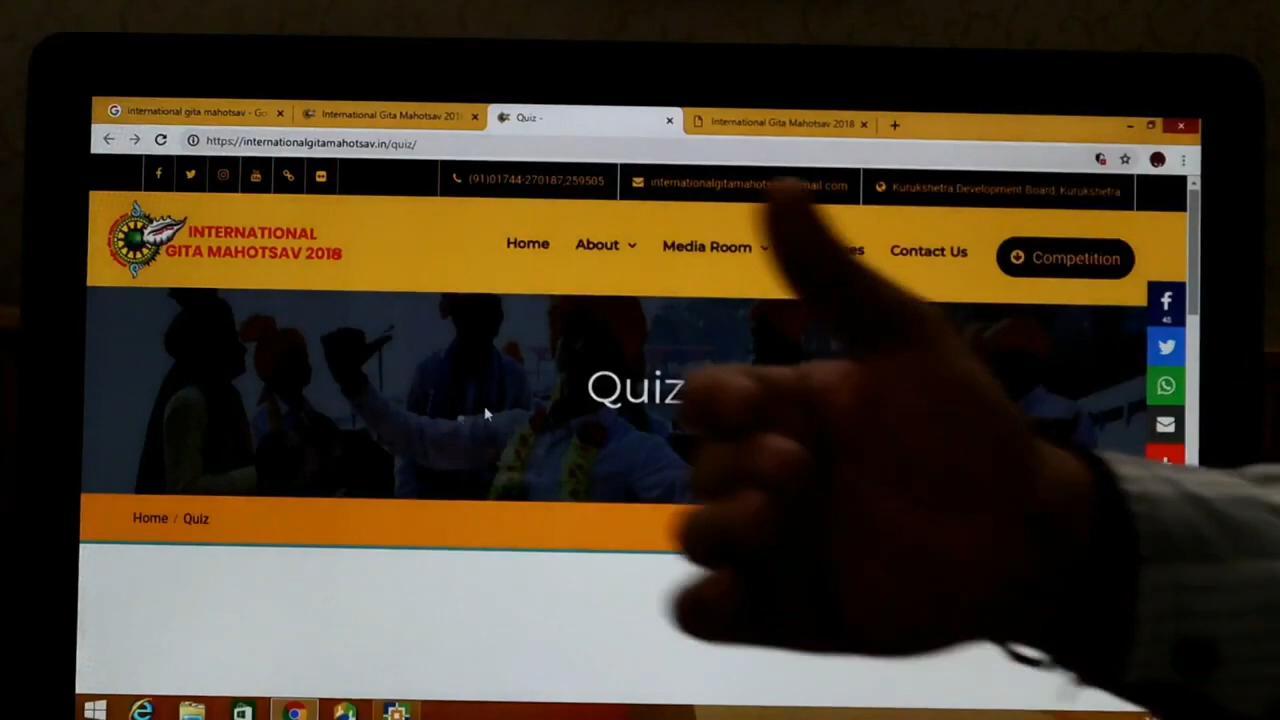 international gita mahotsav - Go
International Gita Mahotsav 201
Quiz -
International Gita Mahotsav 2018
https://internationalgitamahotsav.in/quiz/
(91)01744-270187,259505
Kurukshetra Development Board, Kurukshetra
INTERNATIONAL
GITA MAHOTSAV 2018
Home
About
Media Room
Contact Us
Competition
45
Quiz
Home / Quiz